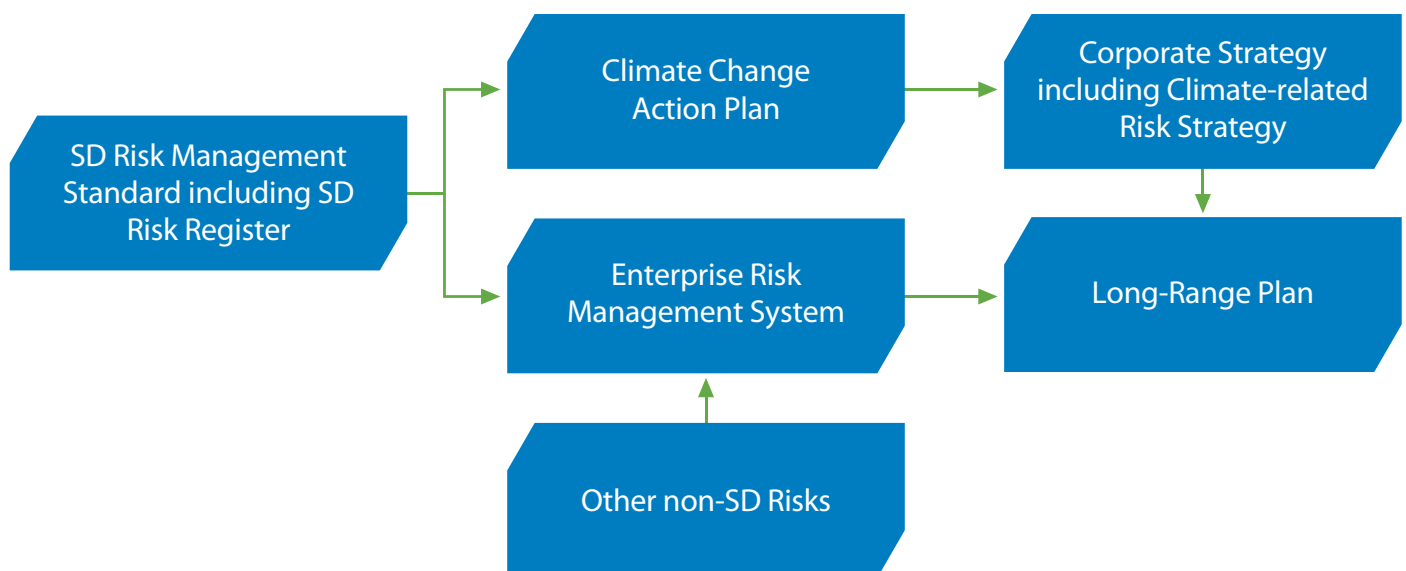 SD Risk Management
Standard including SD
Risk Register
Climate Change
Action Plan
Corporate Strategy
including Climate-related
Risk Strategy
Enterprise Risk
Management System
Long-Range Plan
Other non-SD Risks